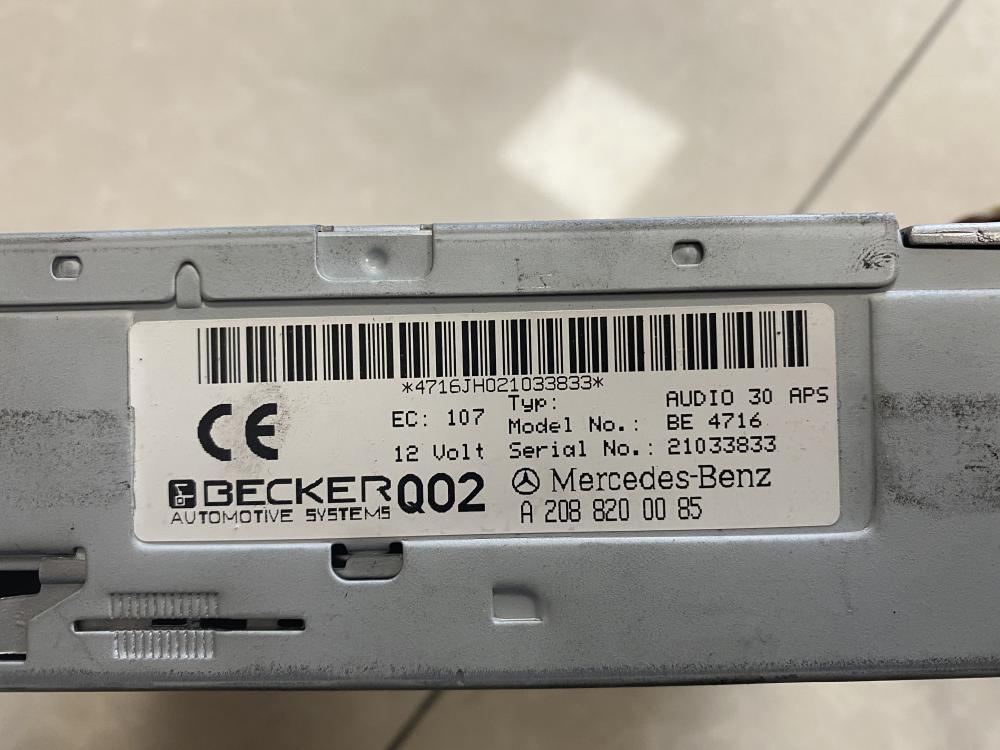 *4716JH021033833*
CE
EC: 107
12 Volt
Typ: AUDIO 30 APS
Model No.: BE 4716
Serial No.: 21033833
BECKER
AUTOMOTIVE SYSTEMS
Q02
Mercedes-Benz
A 208 820 00 85